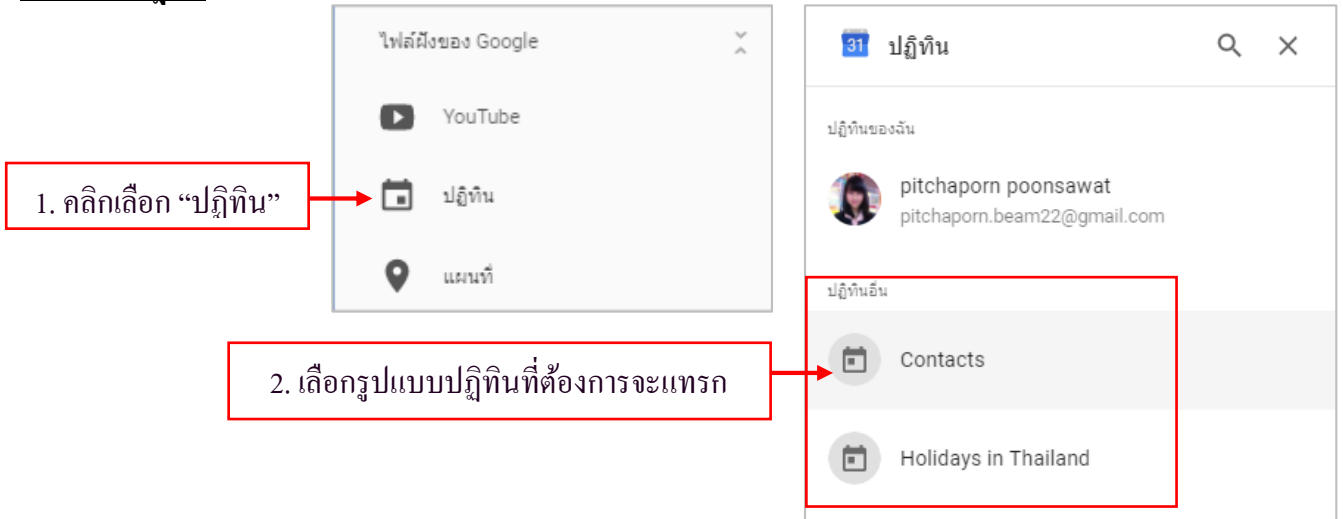 ไฟล์ฝังของ Google
YouTube
ปฏิทิน
แผนที่
1. คลิกเลือก “ปฏิทิน”
31 ปฏิทิน
ปฏิทินของฉัน
pitchaporn poonsawat
pitchaporn.beam22@gmail.com
ปฏิทินอื่น
Contacts
Holidays in Thailand
2. เลือกรูปแบบปฏิทินที่ต้องการจะแทรก